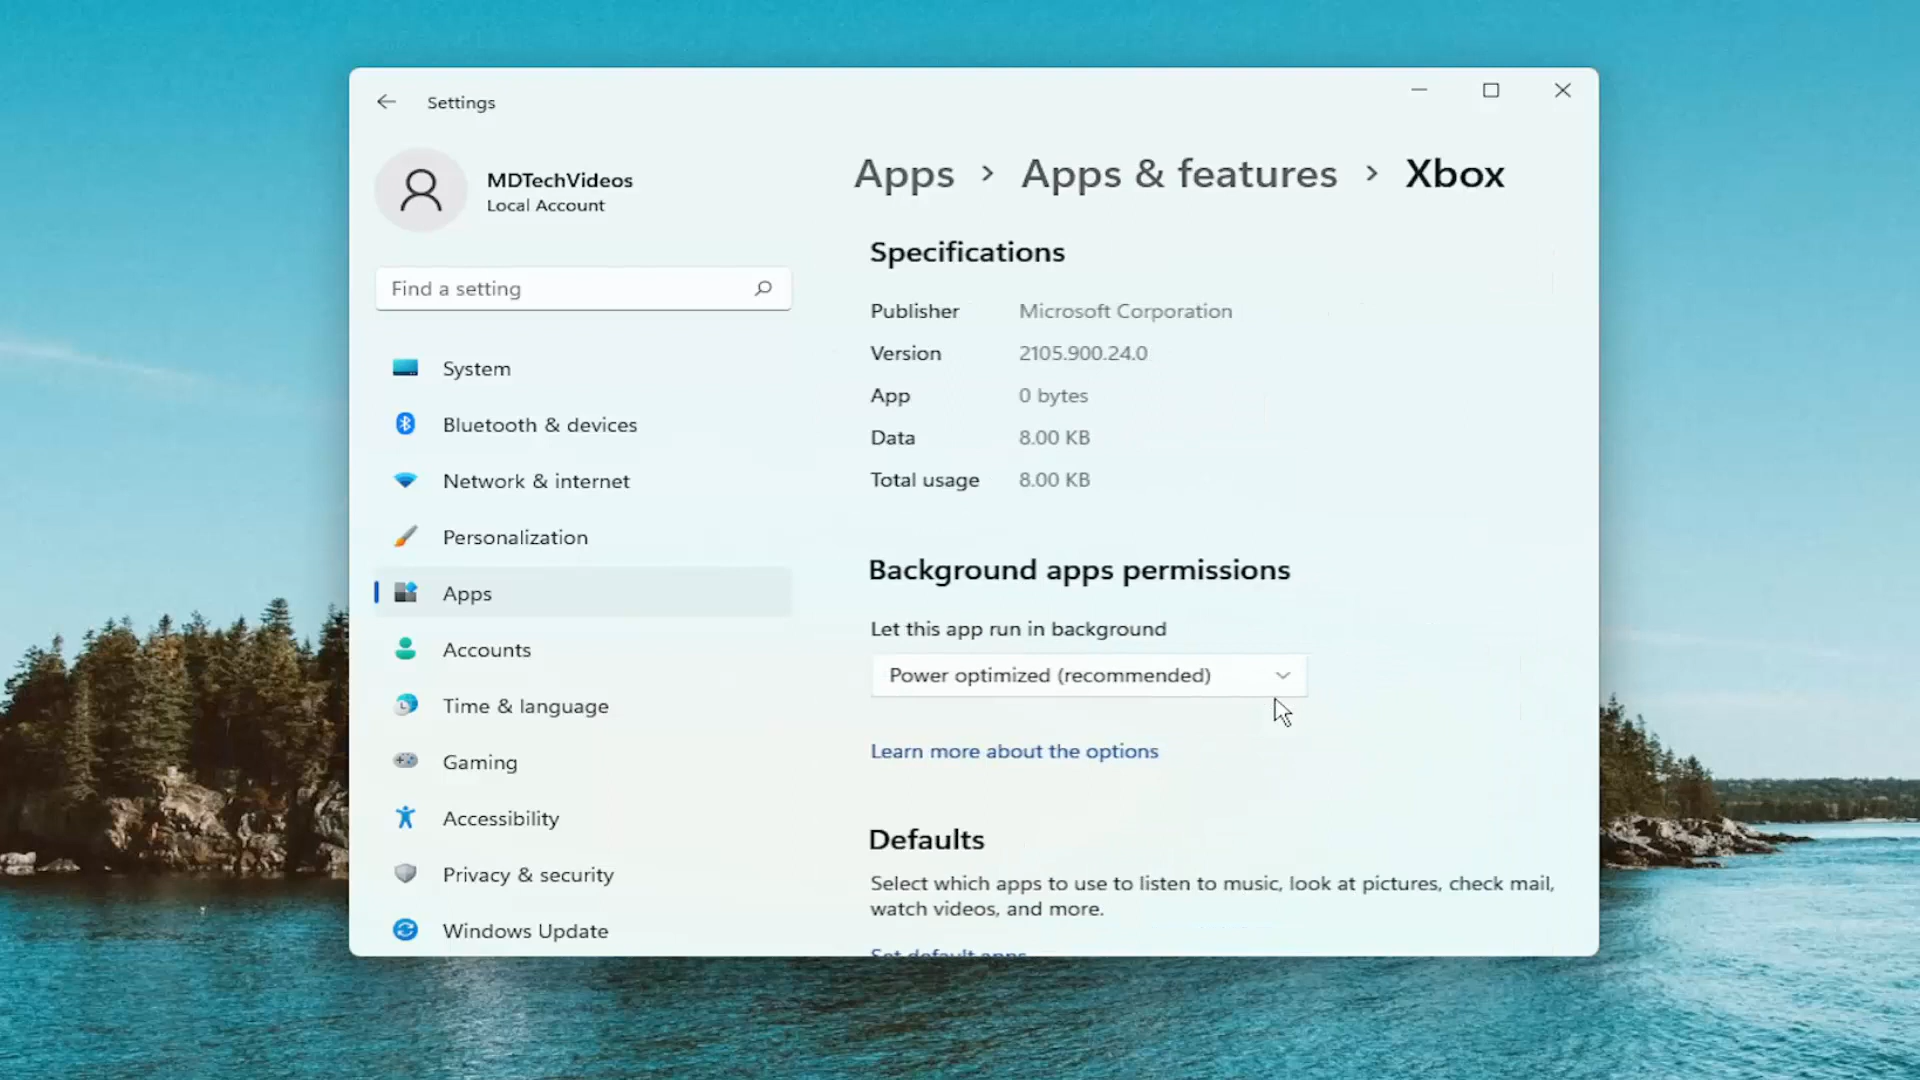 Settings
MDTechVideos
Local Account
Find a setting
System
Bluetooth & devices
Network & internet
Personalization
Apps
Accounts
Time & language
Gaming
Accessibility
Privacy & security
Windows Update
Apps > Apps & features > Xbox
Specifications
Publisher Microsoft Corporation
Version 2105.900.24.0
App 0 bytes
Data 8.00 KB
Total usage 8.00 KB
Background apps permissions
Let this app run in background
Power optimized (recommended)
Learn more about the options
Defaults
Select which apps to use to listen to music, look at pictures, check mail,
watch videos, and more.
Set default apps